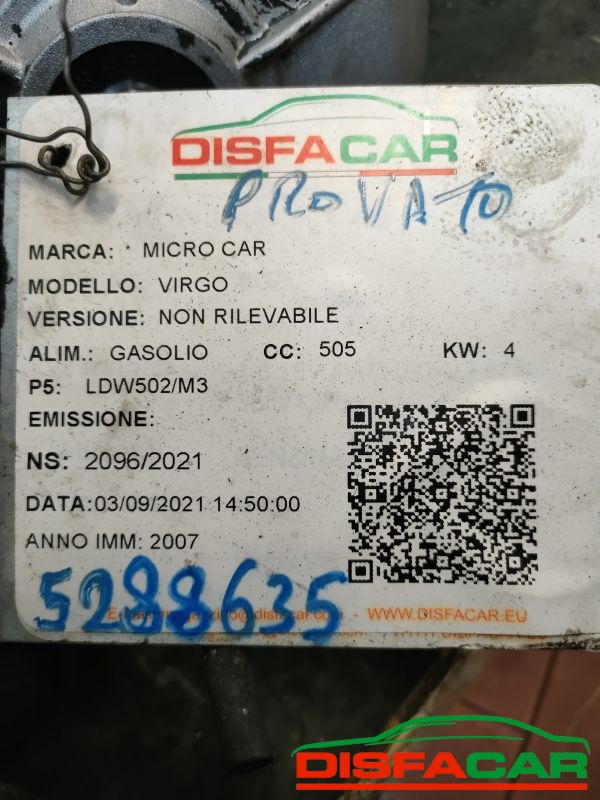 DISFACAR
PROVATO
MARCA: MICRO CAR
MODELLO: VIRGO
VERSIONE: NON RILEVABILE
ALIM.: GASOLIO CC: 505 KW: 4
P5: LDW502/M3
EMISSIONE:
NS: 2096/2021
DATA:03/09/2021 14:50:00
ANNO IMM: 2007
5288635
- WWW.DISFACAR.EU
DISFACAR